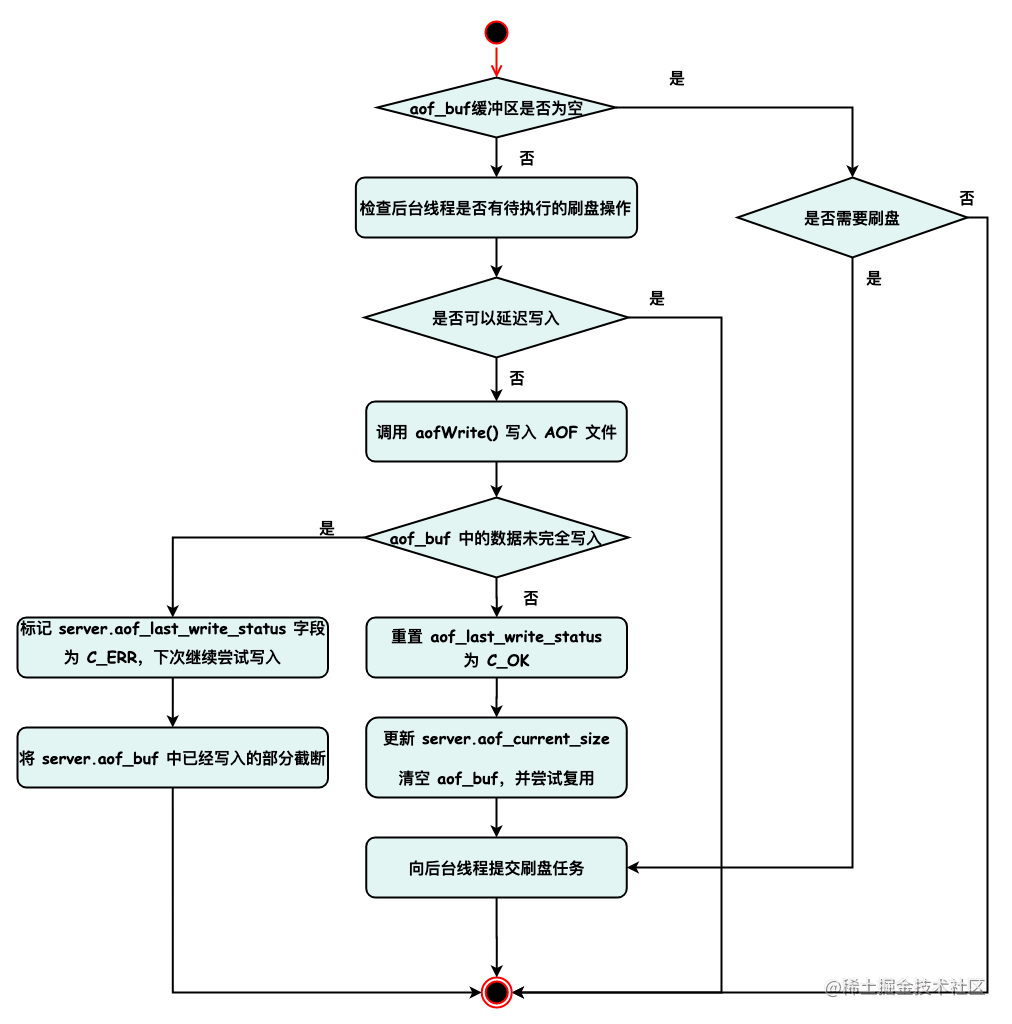 是
aof_buf缓冲区是否为空
否
检查后台线程是否有待执行的刷盘操作
否
是否需要刷盘
是
是
是否可以延迟写入
否
调用 aofWrite() 写入 AOF 文件
是
aof_buf 中的数据未完全写入
否
标记 server.aof_last_write_status 字段
为 C_ERR，下次继续尝试写入
重置 aof_last_write_status
为 C_OK
将 server.aof_buf 中已经写入的部分截断
更新 server.aof_current_size
清空 aof_buf，并尝试复用
向后台线程提交刷盘任务
@稀土掘金技术社区